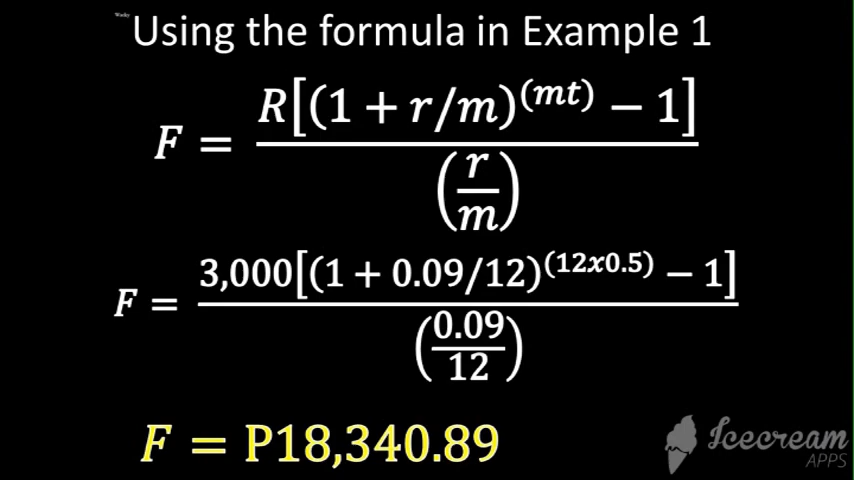 Using the formula in Example 1
F = R[(1 + r/m)^(mt) − 1] / (r/m)
F = 3,000[(1 + 0.09/12)^(12x0.5) − 1] / (0.09/12)
F = P18,340.89
Icecream
APPS